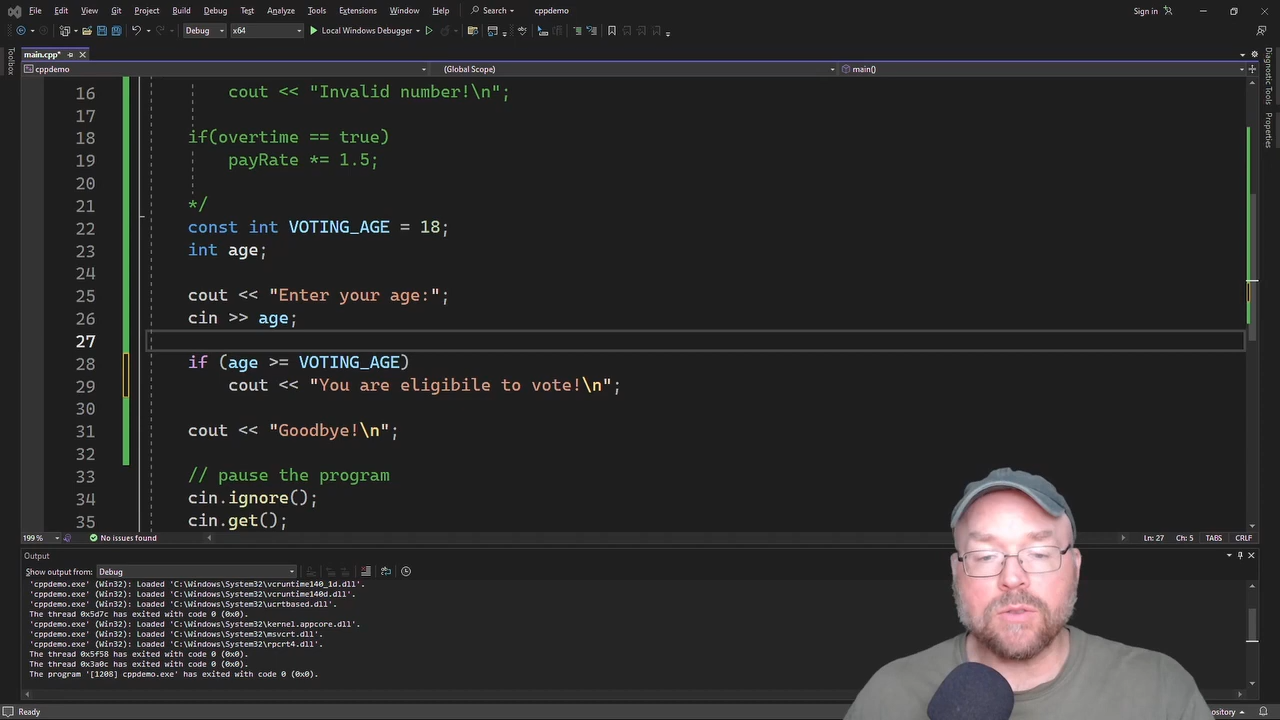 File Edit View Git Project Build Debug Test Analyze Tools Extensions Window Help Search cppdemo Sign in
Debug x64 Local Windows Debugger
main.cpp*
cppdemo (Global Scope) main()
Toolbox
Diagnostic Tools
Properties
16 cout << "Invalid number!\n";
17
18 if(overtime == true)
19 payRate *= 1.5;
20
21 */
22 const int VOTING_AGE = 18;
23 int age;
24
25 cout << "Enter your age:";
26 cin >> age;
27
28 if (age >= VOTING_AGE)
29 cout << "You are eligibile to vote!\n";
30
31 cout << "Goodbye!\n";
32
33 // pause the program
34 cin.ignore();
35 cin.get();
199 % No issues found Ln: 27 Ch: 5 TABS CRLF
Output
Show output from: Debug
'cppdemo.exe' (Win32): Loaded 'C:\Windows\System32\vcruntime140_1d.dll'.
'cppdemo.exe' (Win32): Loaded 'C:\Windows\System32\vcruntime140d.dll'.
'cppdemo.exe' (Win32): Loaded 'C:\Windows\System32\ucrtbased.dll'.
The thread 0x5d7c has exited with code 0 (0x0).
'cppdemo.exe' (Win32): Loaded 'C:\Windows\System32\kernel.appcore.dll'.
'cppdemo.exe' (Win32): Loaded 'C:\Windows\System32\msvcrt.dll'.
'cppdemo.exe' (Win32): Loaded 'C:\Windows\System32\rpcrt4.dll'.
The thread 0x5f58 has exited with code 0 (0x0).
The thread 0x3a0c has exited with code 0 (0x0).
The program '[1208] cppdemo.exe' has exited with code 0 (0x0).
Ready